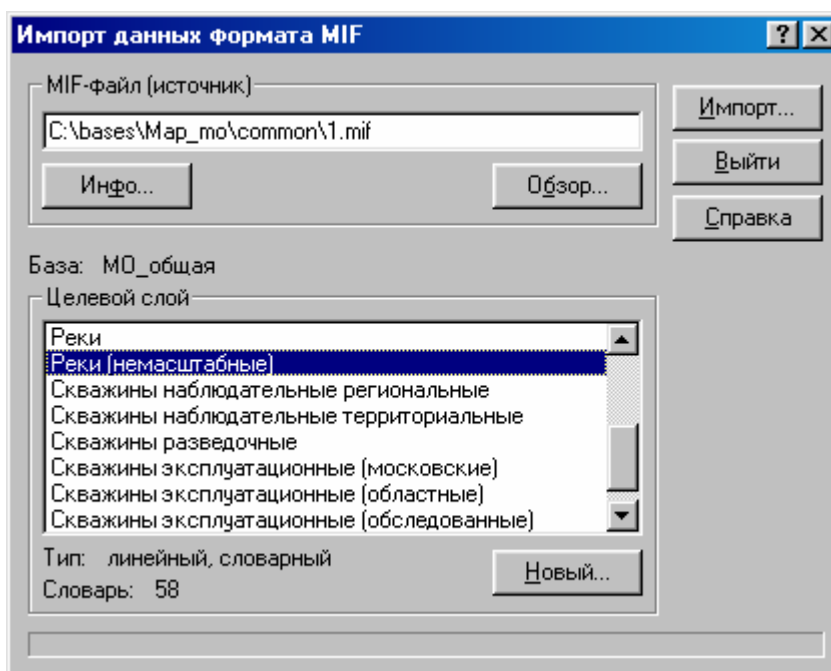 Импорт данных формата MIF
MIF-файл (источник)
C:\bases\Map_mo\common\1.mif
Инфо...
Обзор...
Импорт...
Выйти
Справка
База: МО_общая
Целевой слой
Реки
Реки (немасштабные)
Скважины наблюдательные региональные
Скважины наблюдательные территориальные
Скважины разведочные
Скважины эксплуатационные (московские)
Скважины эксплуатационные (областные)
Скважины эксплуатационные (обследованные)
Тип: линейный, словарный
Словарь: 58
Новый...